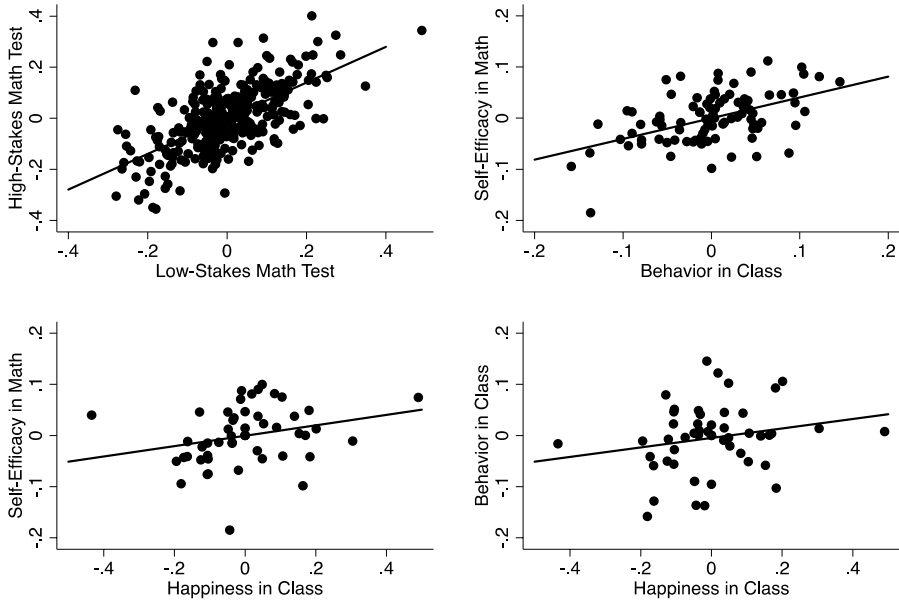 High-Stakes Math Test
.4
.2
0
-.2
-.4
-.4 -.2 0 .2 .4
Low-Stakes Math Test
Self-Efficacy in Math
.2
.1
0
-.1
-.2
-.2 -.1 0 .1 .2
Behavior in Class
Self-Efficacy in Math
.2
.1
0
-.1
-.2
-.4 -.2 0 .2 .4
Happiness in Class
Behavior in Class
.2
.1
0
-.1
-.2
-.4 -.2 0 .2 .4
Happiness in Class